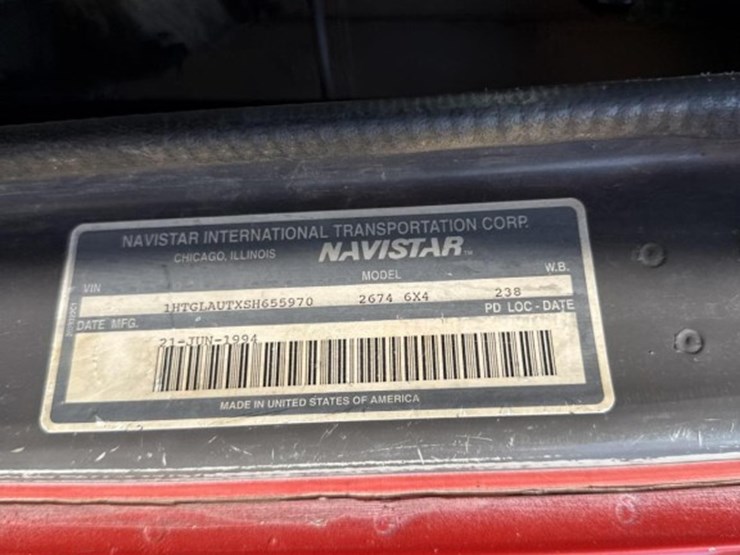 NAVISTAR INTERNATIONAL TRANSPORTATION CORP.
CHICAGO, ILLINOIS NAVISTAR™
VIN MODEL W.B.
1HTGLAUTXSH655970 2674 6X4 238
DATE MFG. PD LOC - DATE
21-JUN-1994
MADE IN UNITED STATES OF AMERICA